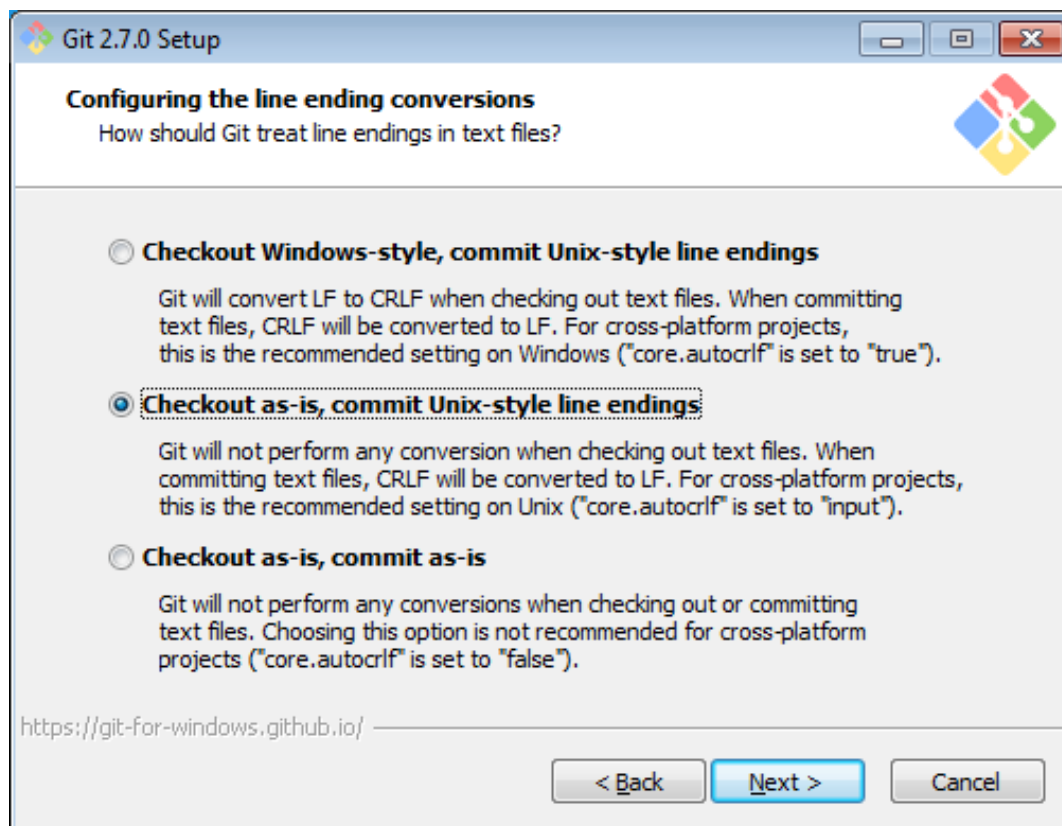 Git 2.7.0 Setup
Configuring the line ending conversions
How should Git treat line endings in text files?
Checkout Windows-style, commit Unix-style line endings
Git will convert LF to CRLF when checking out text files. When committing
text files, CRLF will be converted to LF. For cross-platform projects,
this is the recommended setting on Windows ("core.autocrlf" is set to "true").
Checkout as-is, commit Unix-style line endings
Git will not perform any conversion when checking out text files. When
committing text files, CRLF will be converted to LF. For cross-platform projects,
this is the recommended setting on Unix ("core.autocrlf" is set to "input").
Checkout as-is, commit as-is
Git will not perform any conversions when checking out or committing
text files. Choosing this option is not recommended for cross-platform
projects ("core.autocrlf" is set to "false").
https://git-for-windows.github.io/
< Back
Next >
Cancel